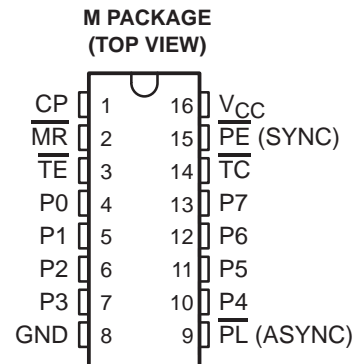 M PACKAGE
(TOP VIEW)
CP 1 16 VCC
MR 2 15 PE (SYNC)
TE 3 14 TC
P0 4 13 P7
P1 5 12 P6
P2 6 11 P5
P3 7 10 P4
GND 8 9 PL (ASYNC)